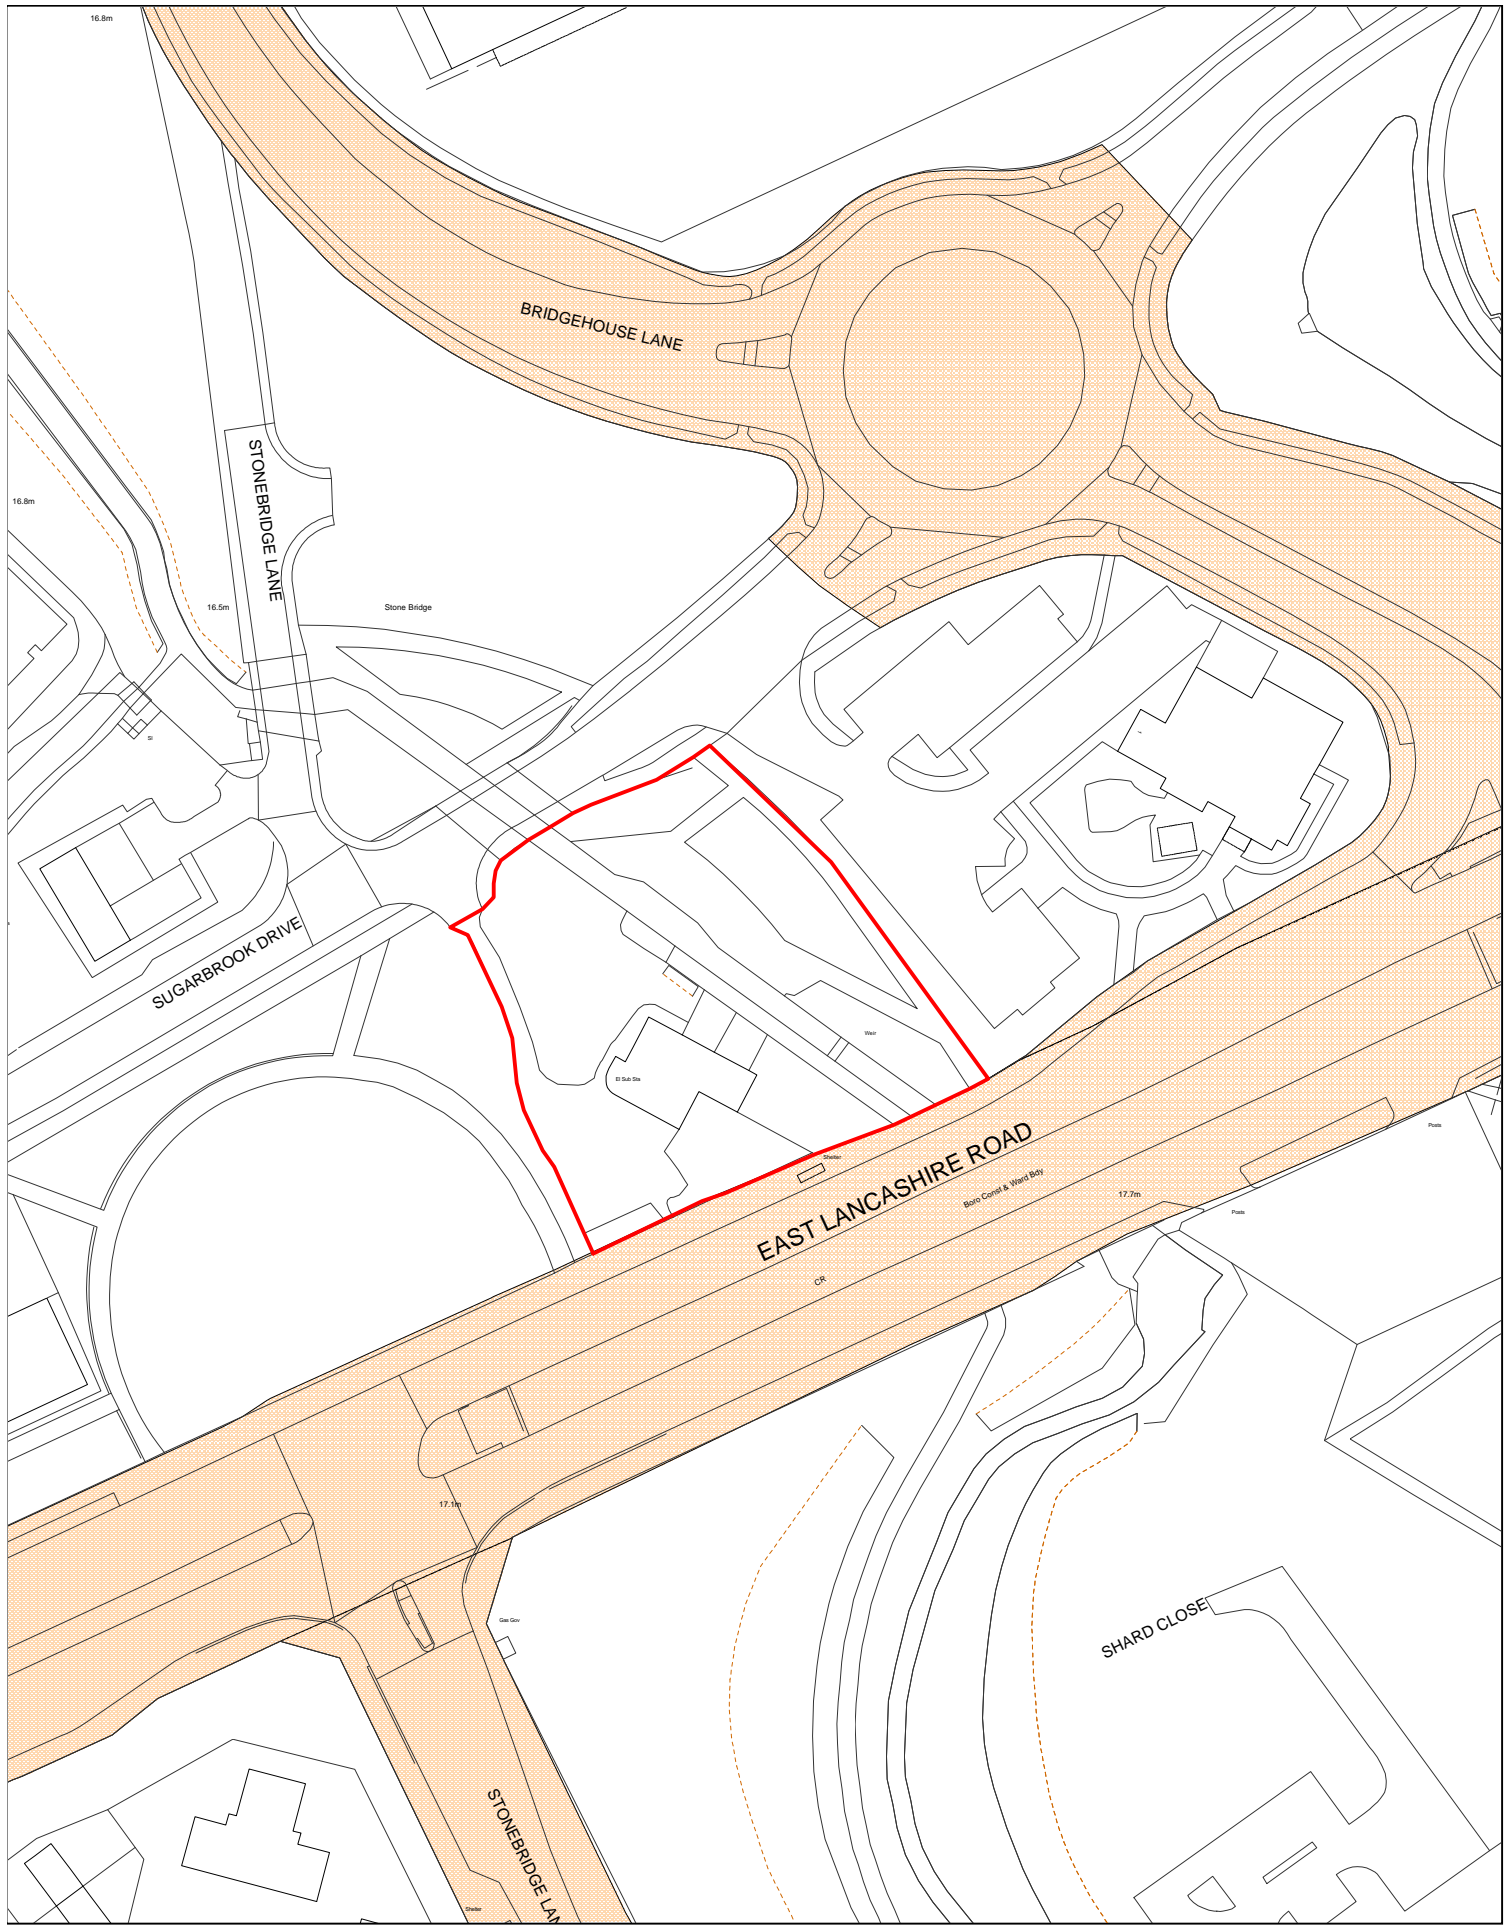 16.8m
BRIDGEHOUSE LANE
STONEBRIDGE LANE
16.8m
16.5m
Stone Bridge
Sl
L
SUGARBROOK DRIVE
Weir
El Sub Sta
Shelter
EAST LANCASHIRE ROAD
Boro Const & Ward Bdy
Posts
17.7m
Posts
CR
17.1m
Gas Gov
SHARD CLOSE
STONEBRIDGE LAN
Shelter